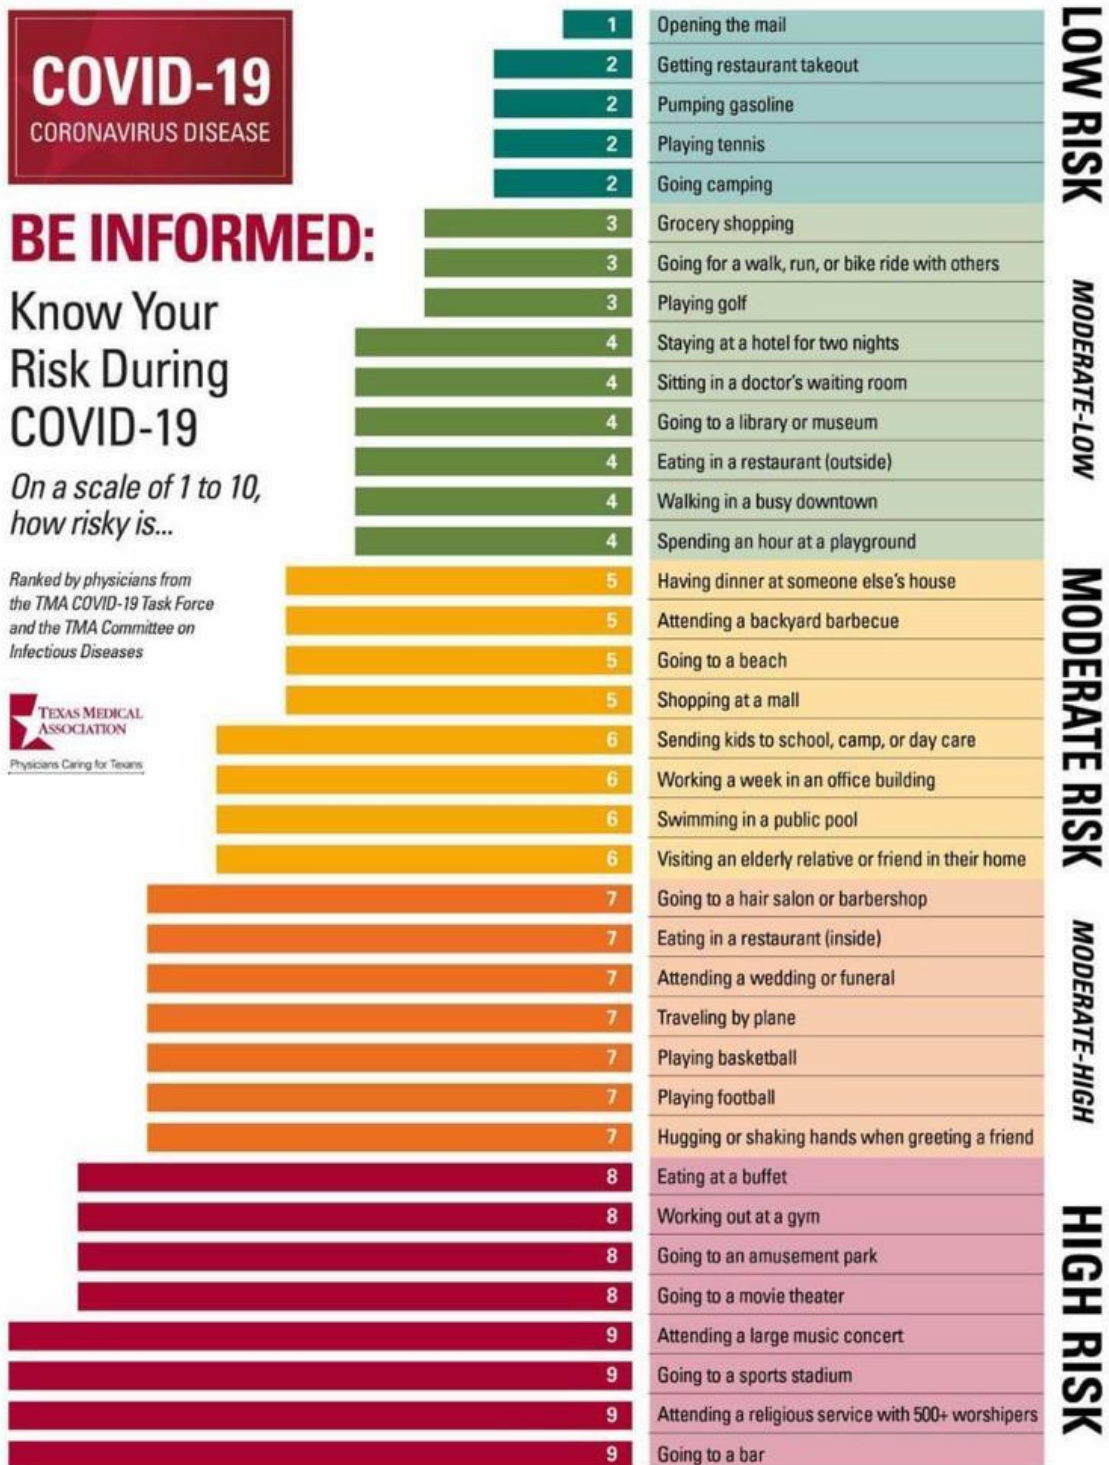 COVID-19
CORONAVIRUS DISEASE
BE INFORMED:
Know Your
Risk During
COVID-19
On a scale of 1 to 10,
how risky is...
Ranked by physicians from
the TMA COVID-19 Task Force
and the TMA Committee on
Infectious Diseases
TEXAS MEDICAL
ASSOCIATION
Physicians Caring for Texans
1 Opening the mail
2 Getting restaurant takeout
2 Pumping gasoline
2 Playing tennis
2 Going camping
3 Grocery shopping
3 Going for a walk, run, or bike ride with others
3 Playing golf
4 Staying at a hotel for two nights
4 Sitting in a doctor's waiting room
4 Going to a library or museum
4 Eating in a restaurant (outside)
4 Walking in a busy downtown
4 Spending an hour at a playground
5 Having dinner at someone else's house
5 Attending a backyard barbecue
5 Going to a beach
5 Shopping at a mall
6 Sending kids to school, camp, or day care
6 Working a week in an office building
6 Swimming in a public pool
6 Visiting an elderly relative or friend in their home
7 Going to a hair salon or barbershop
7 Eating in a restaurant (inside)
7 Attending a wedding or funeral
7 Traveling by plane
7 Playing basketball
7 Playing football
7 Hugging or shaking hands when greeting a friend
8 Eating at a buffet
8 Working out at a gym
8 Going to an amusement park
8 Going to a movie theater
9 Attending a large music concert
9 Going to a sports stadium
9 Attending a religious service with 500+ worshipers
9 Going to a bar
LOW RISK
MODERATE-LOW
MODERATE RISK
MODERATE-HIGH
HIGH RISK